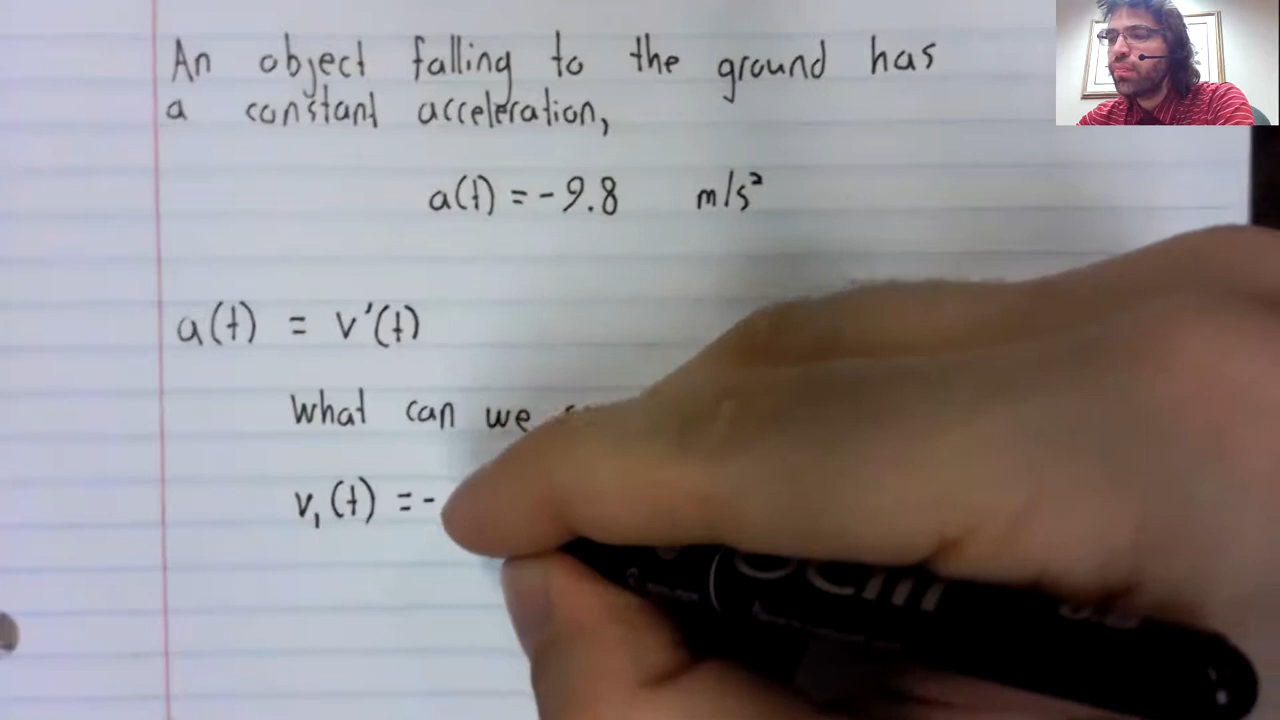 An object falling to the ground has
a constant acceleration,
a(t) = -9.8 m/s²
a(t) = v'(t)
What can we
v₁(t) = -